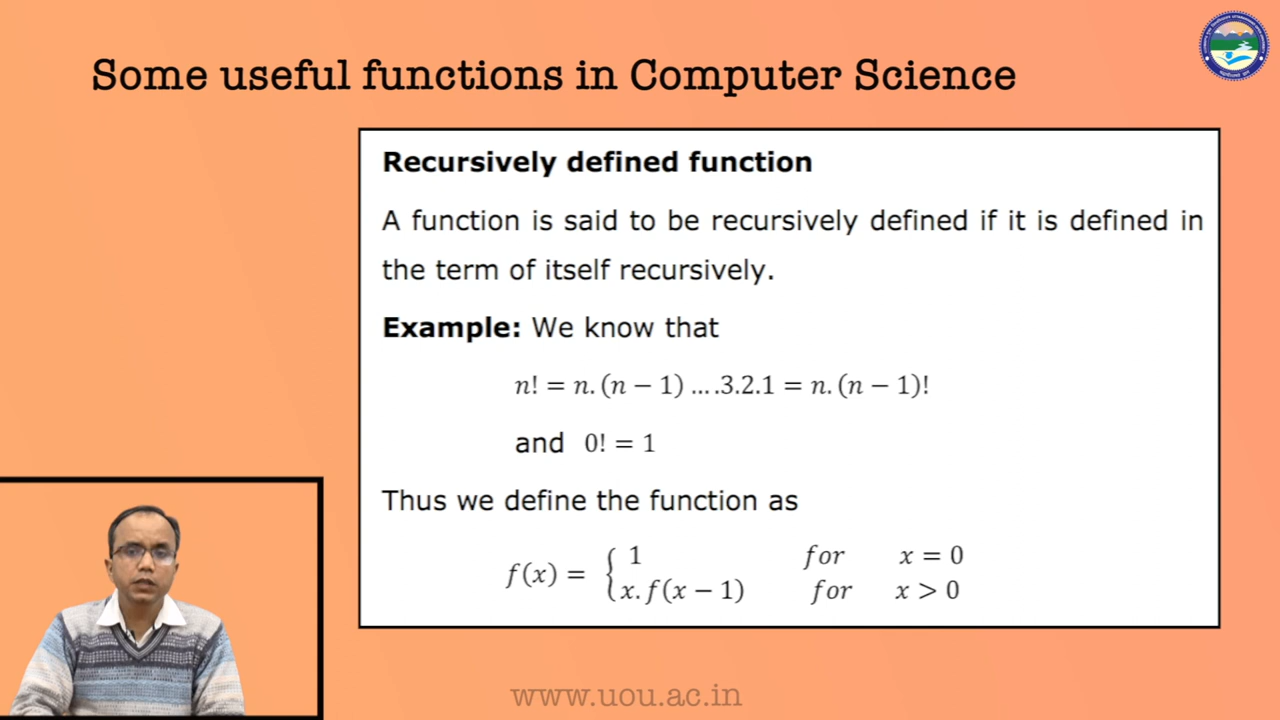 Some useful functions in Computer Science
Recursively defined function
A function is said to be recursively defined if it is defined in
the term of itself recursively.
Example: We know that
n! = n. (n − 1) ... .3.2.1 = n. (n − 1)!
and 0! = 1
Thus we define the function as
f(x) = { 1 for x = 0
x. f(x − 1) for x > 0
www.uou.ac.in